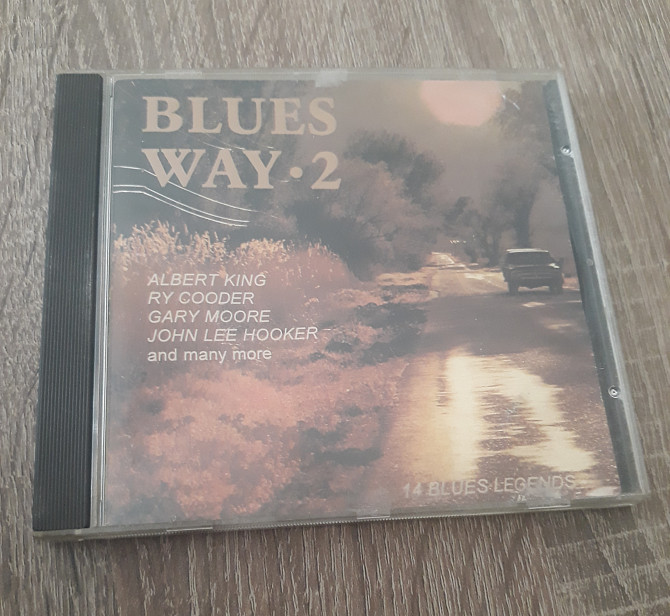 BLUES
WAY·2
ALBERT KING
RY COODER
GARY MOORE
JOHN LEE HOOKER
and many more
14 BLUES LEGENDS